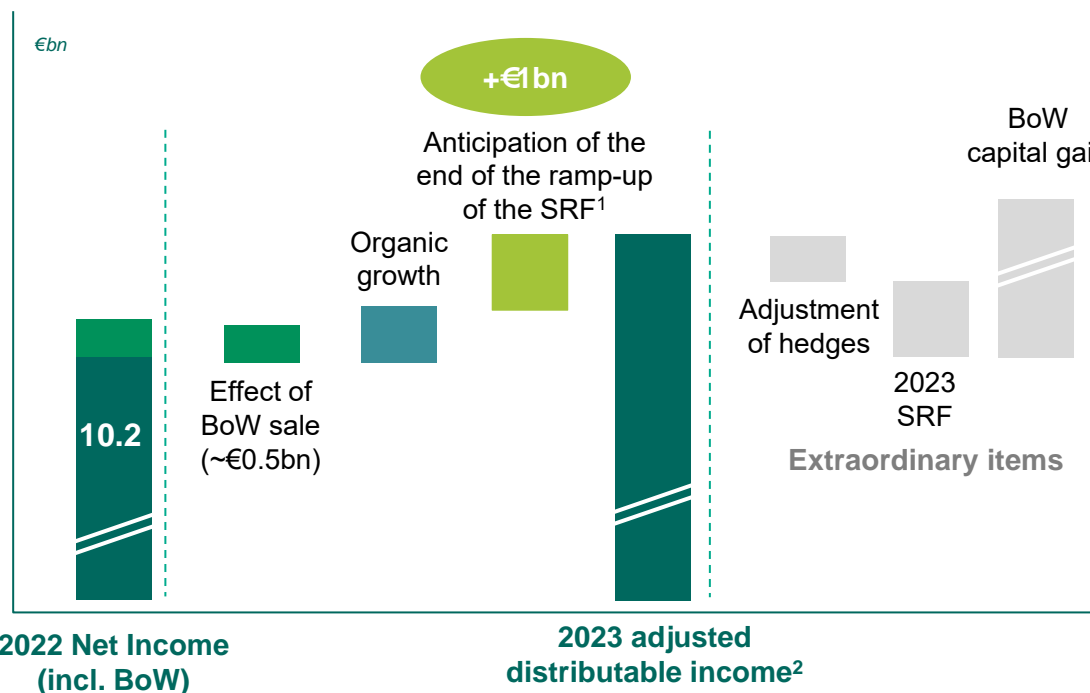 €bn
+€1bn
Anticipation of the
end of the ramp-up
of the SRF1
Organic
growth
BoW
capital gai
10.2
Effect of
BoW sale
(~€0.5bn)
Adjustment
of hedges
2023
SRF
Extraordinary items
2022 Net Income
(incl. BoW)
2023 adjusted
distributable income2